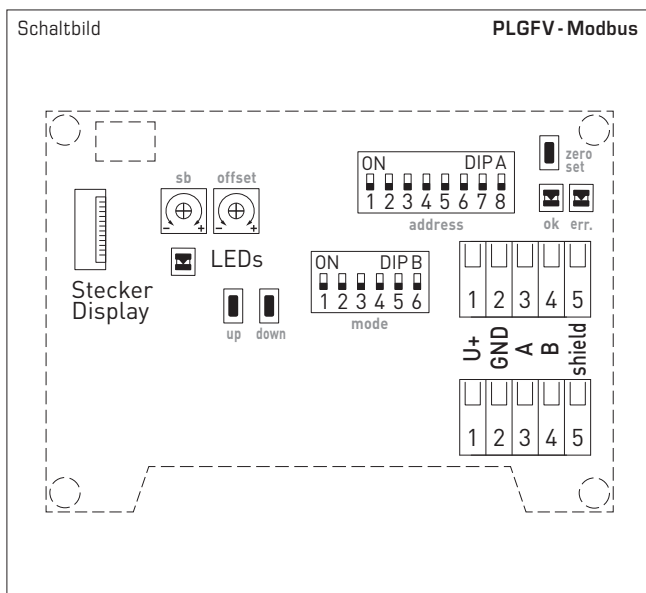 Schaltbild PLGFV - Modbus
sb offset
- + - +
ON DIP A
1 2 3 4 5 6 7 8
address
zero
set
ok err.
LEDs
Stecker
Display
up down
ON DIP B
1 2 3 4 5 6
mode
1 2 3 4 5
U+ GND A B shield
1 2 3 4 5